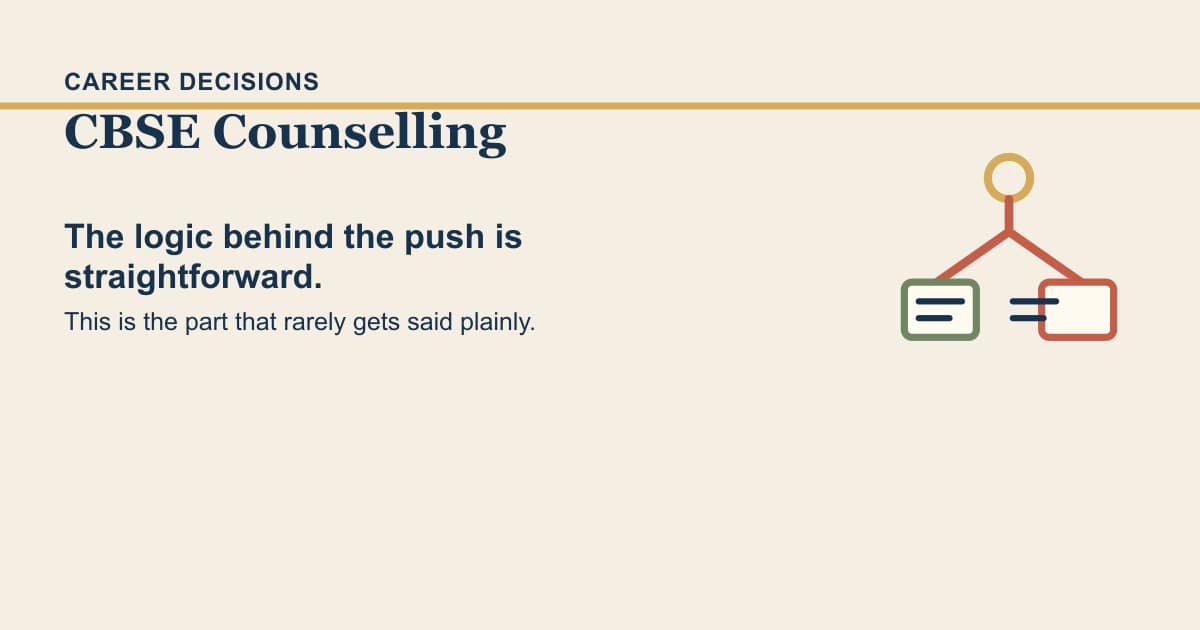 CAREER DECISIONS
CBSE Counselling
The logic behind the push is
straightforward.
This is the part that rarely gets said plainly.